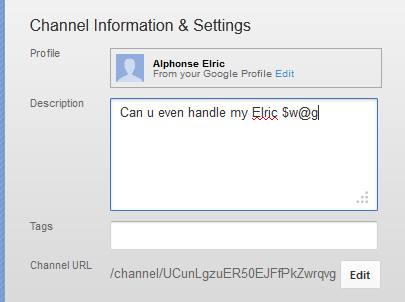 Channel Information & Settings
Profile
Alphonse Elric
From your Google Profile Edit
Description
Can u even handle my Elric $w@g
Tags
Channel URL
/channel/UCunLgzuER50EJFfPkZwrqvg Edit